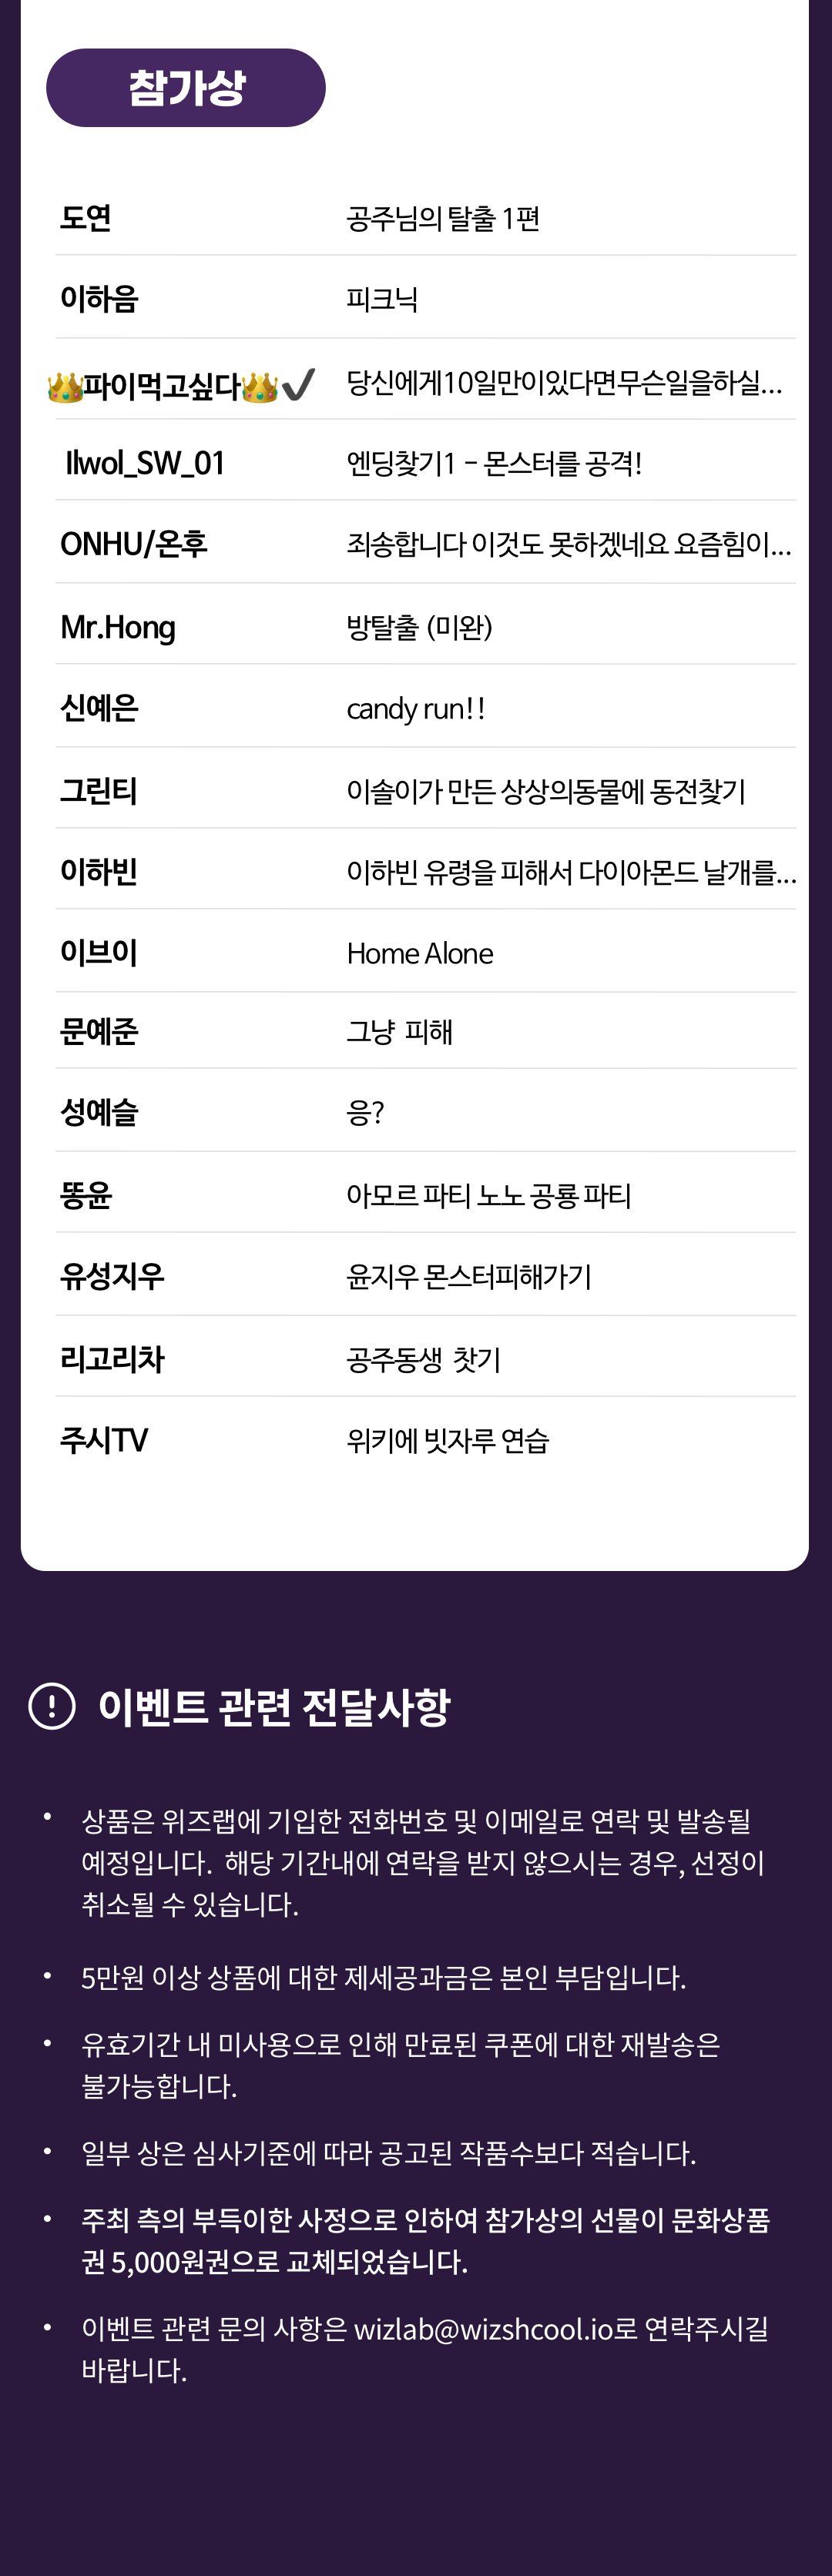 참가상
도연 공주님의 탈출 1편
이하음 피크닉
👑파이먹고싶다👑✔ 당신에게10일만이있다면무슨일을하실...
Ilwol_SW_01 엔딩찾기1 - 몬스터를 공격!
ONHU/온후 죄송합니다 이것도 못하겠네요 요즘힘이...
Mr.Hong 방탈출 (미완)
신예은 candy run!!
그린티 이솔이가 만든 상상의동물에 동전찾기
이하빈 이하빈 유령을 피해서 다이아몬드 날개를...
이브이 Home Alone
문예준 그냥 피해
성예슬 응?
똥윤 아모르 파티 노노 공룡 파티
유성지우 윤지우 몬스터피해가기
리고리차 공주동생 찻기
주시TV 위키에 빗자루 연습
이벤트 관련 전달사항
• 상품은 위즈랩에 기입한 전화번호 및 이메일로 연락 및 발송될
예정입니다. 해당 기간내에 연락을 받지 않으시는 경우, 선정이
취소될 수 있습니다.
• 5만원 이상 상품에 대한 제세공과금은 본인 부담입니다.
• 유효기간 내 미사용으로 인해 만료된 쿠폰에 대한 재발송은
불가능합니다.
• 일부 상은 심사기준에 따라 공고된 작품수보다 적습니다.
• 주최 측의 부득이한 사정으로 인하여 참가상의 선물이 문화상품
권 5,000원권으로 교체되었습니다.
• 이벤트 관련 문의 사항은 wizlab@wizshcool.io로 연락주시길
바랍니다.